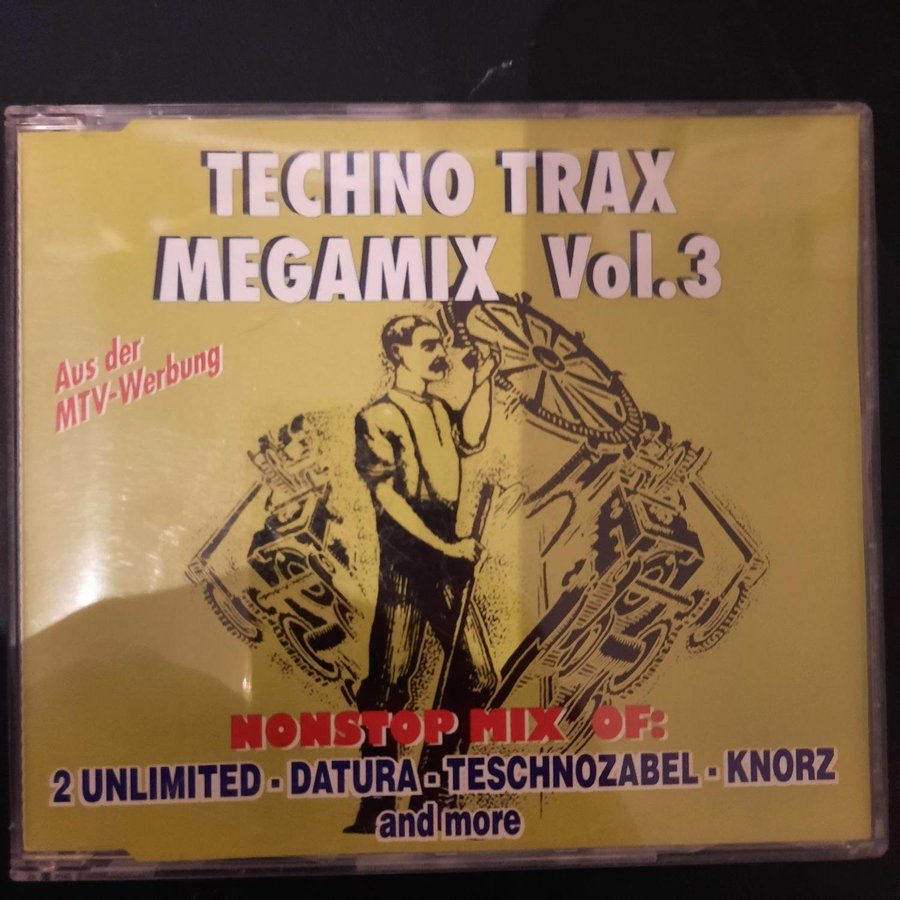 TECHNO TRAX
MEGAMIX Vol.3
Aus der
MTV-Werbung
NONSTOP MIX OF:
2 UNLIMITED - DATURA - TESCHNOZABEL - KNORZ
and more